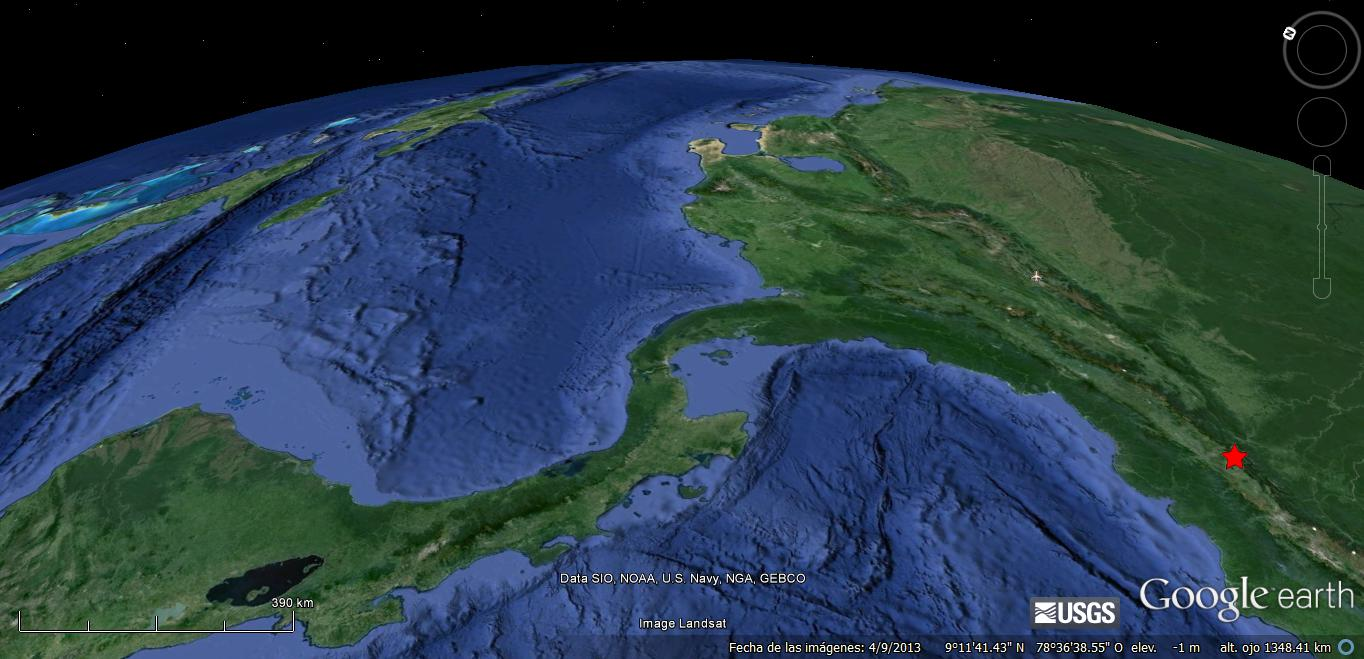 N
Data SIO, NOAA, U.S. Navy, NGA, GEBCO
390 km
Image Landsat
USGS
Google earth
Fecha de las imágenes: 4/9/2013 9°11'41.43" N 78°36'38.55" O elev. -1 m alt. ojo 1348.41 km